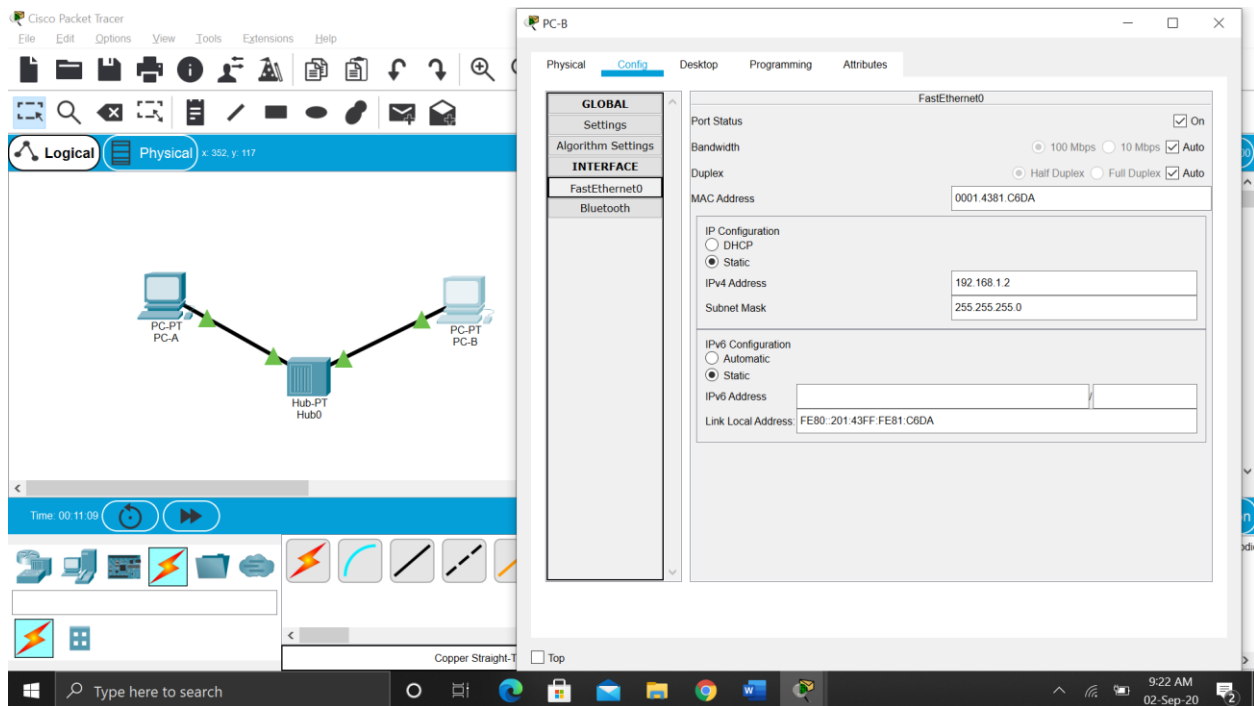 Cisco Packet Tracer
File Edit Options View Tools Extensions Help
Logical Physical x: 352, y: 117
PC-PT
PC-A
PC-PT
PC-B
Hub-PT
Hub0
Time: 00:11:09
Copper Straight-T
PC-B
Physical Config Desktop Programming Attributes
GLOBAL
Settings
Algorithm Settings
INTERFACE
FastEthernet0
Bluetooth
FastEthernet0
Port Status On
Bandwidth 100 Mbps 10 Mbps Auto
Duplex Half Duplex Full Duplex Auto
MAC Address 0001.4381.C6DA
IP Configuration
DHCP
Static
IPv4 Address 192.168.1.2
Subnet Mask 255.255.255.0
IPv6 Configuration
Automatic
Static
IPv6 Address /
Link Local Address: FE80::201:43FF:FE81:C6DA
Top
Type here to search
9:22 AM
02-Sep-20
2